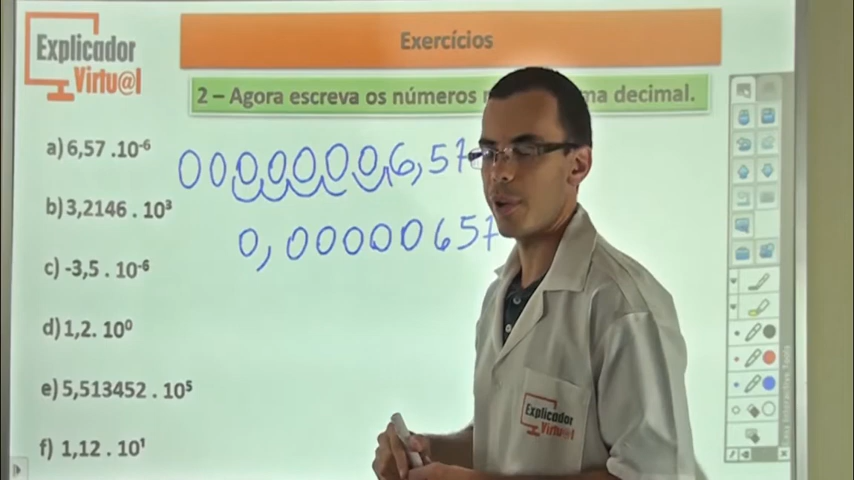 Explicador
Virtu@l
Exercícios
2 – Agora escreva os números ma decimal.
a) 6,57 .10⁻⁶
00000006,57
b) 3,2146 . 10³
0,00000657
c) -3,5 . 10⁻⁶
d) 1,2. 10⁰
e) 5,513452 . 10⁵
f) 1,12 . 10¹
Explicador
Virtu@l